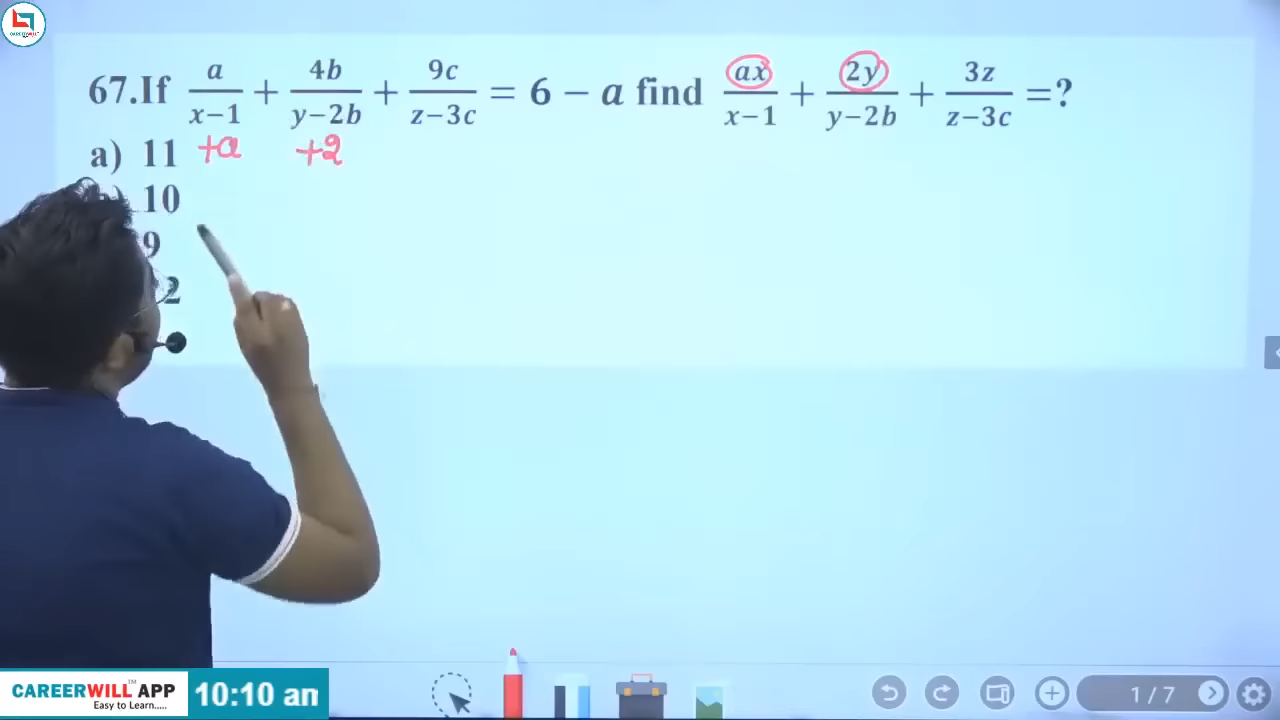 CAREERWILL
67.If a/x−1 + 4b/y−2b + 9c/z−3c = 6 − a find ax/x−1 + 2y/y−2b + 3z/z−3c =?
a) 11 +a +2
10
9
2
CAREERWILL™APP
Easy to Learn.....
10:10 an
1 / 7